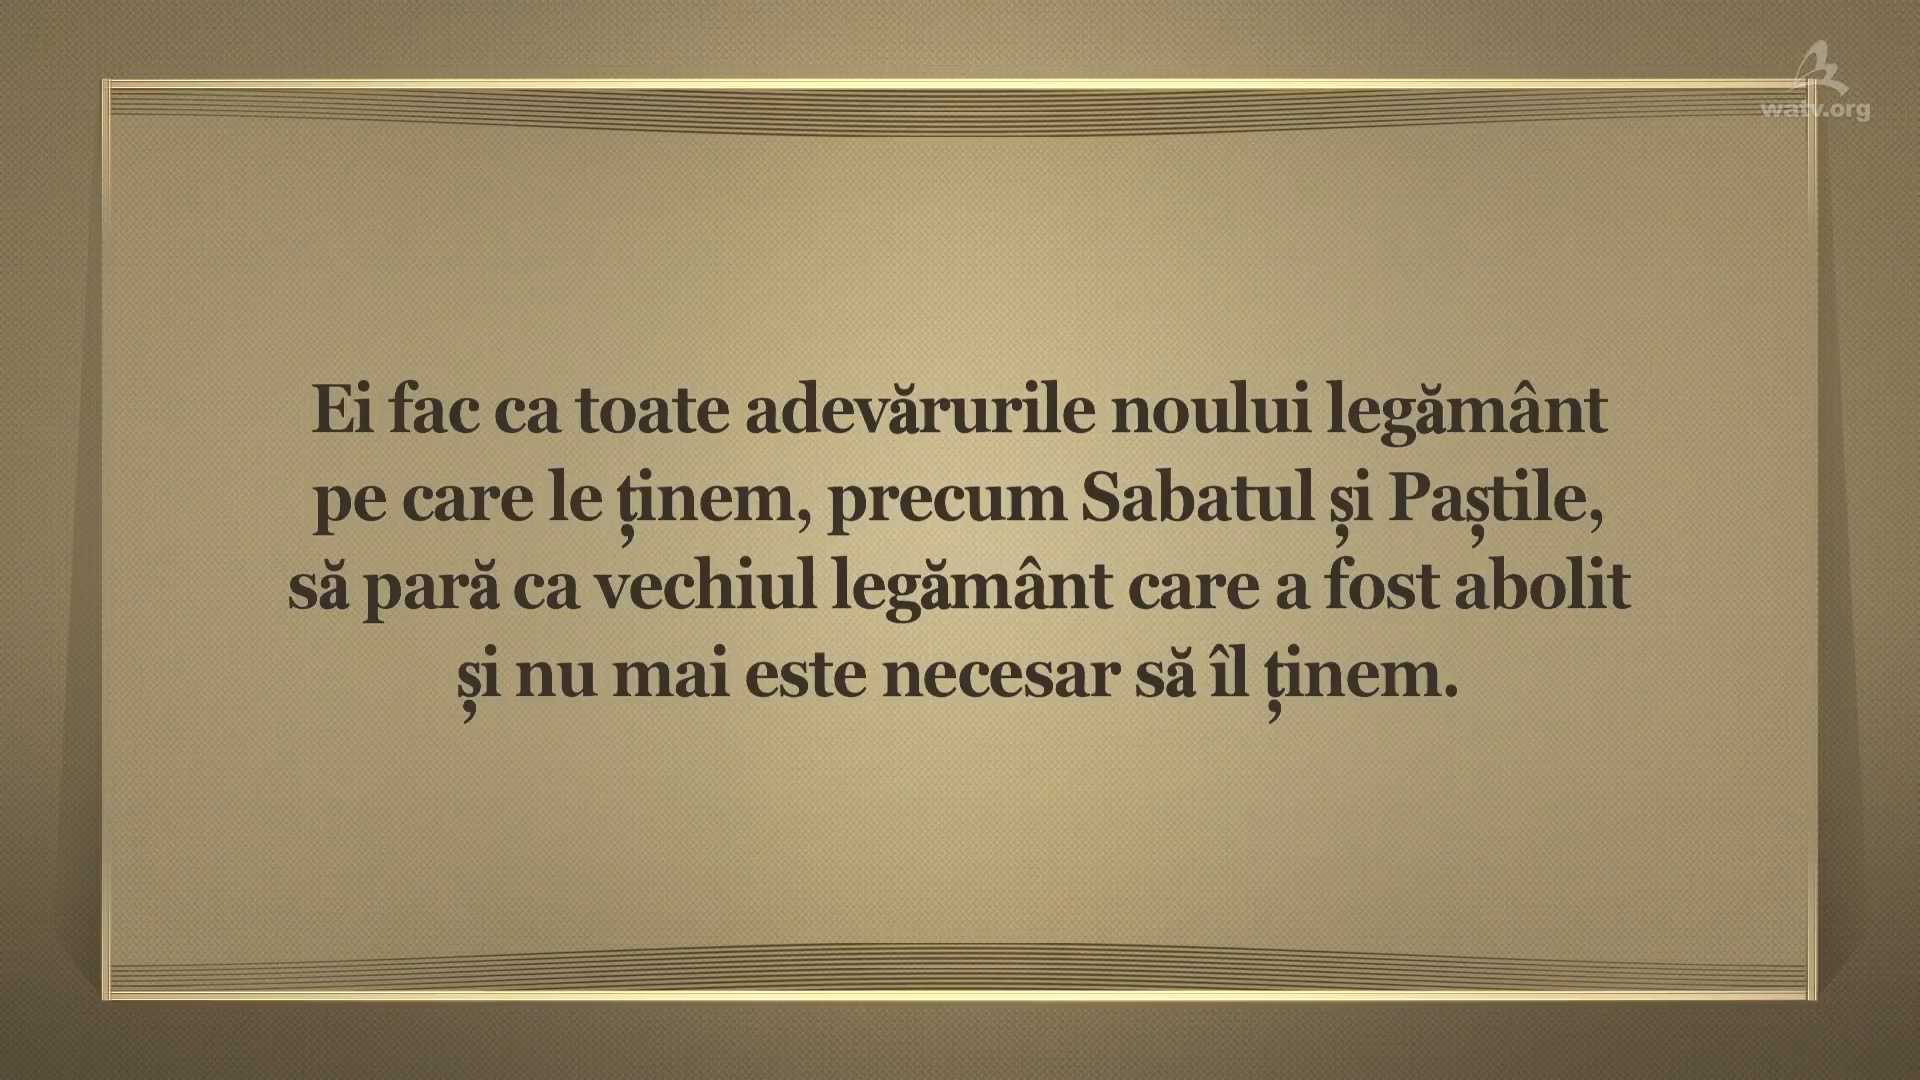 watv.org
Ei fac ca toate adevărurile noului legământ
pe care le ținem, precum Sabatul și Paștile,
să pară ca vechiul legământ care a fost abolit
și nu mai este necesar să îl ținem.